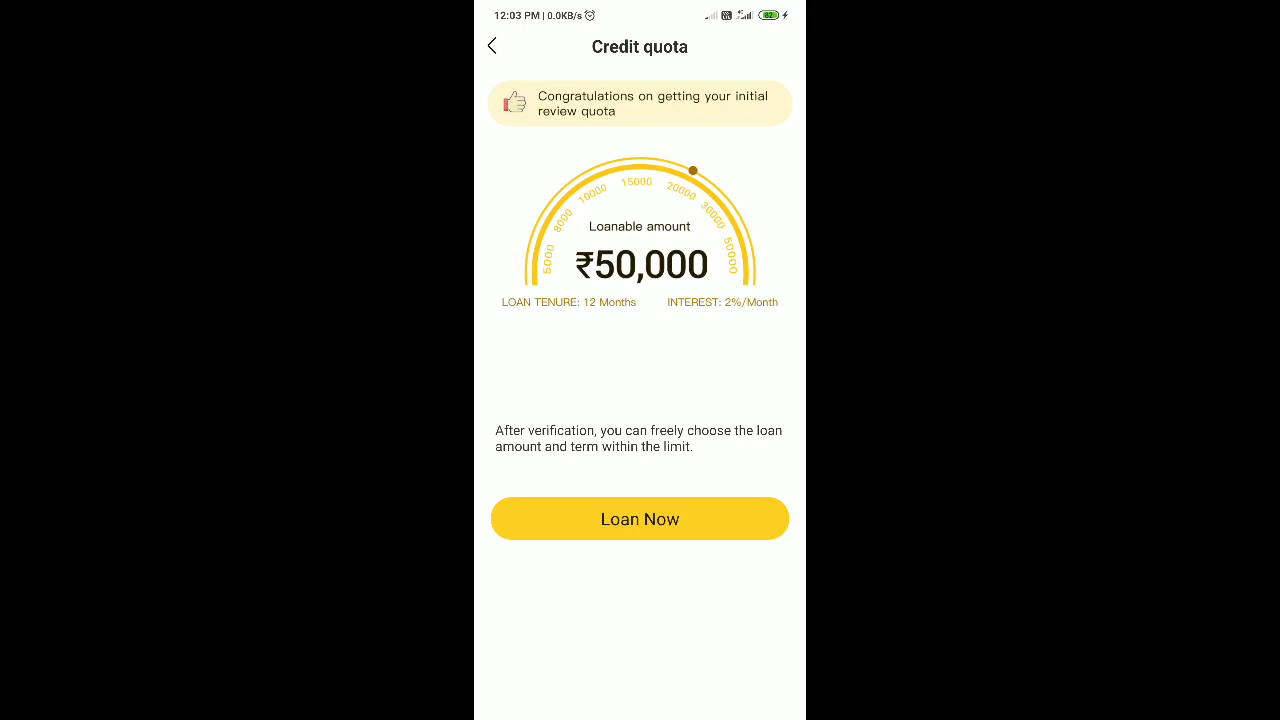 12:03 PM | 0.0KB/s
82
Credit quota
Congratulations on getting your initial
review quota
5000
8000
10000
15000
20000
30000
50000
Loanable amount
₹50,000
LOAN TENURE: 12 Months INTEREST: 2%/Month
After verification, you can freely choose the loan
amount and term within the limit.
Loan Now